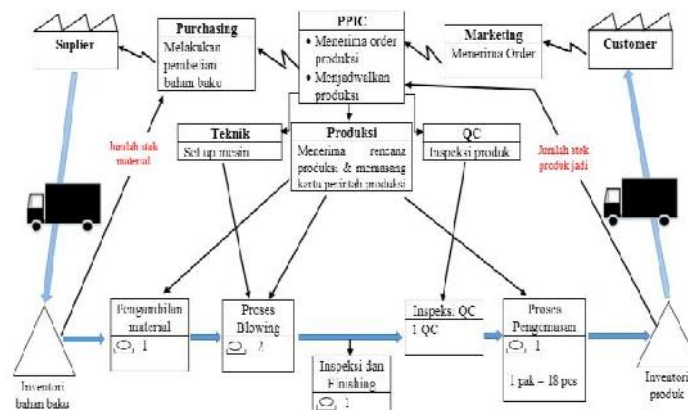 Suplier
Purchasing
Melakukan
pembelian
bahan baku
PPIC
• Menerima order
produksi
• Menjadwalkan
produksi
Marketing
Menerima Order
Customer
Jumlah stok
material
Teknik
Set up mesin
Produksi
Menerima rencana
produksi & memasang
kartu perintah produksi
QC
Inspeksi produk
Jumlah stok
produk jadi
Pengambilan
material
1
Proses
Blowing
2
Inspeksi QC
1 QC
Proses
Pengemasan
1
1 pak – 18 pcs
Inspeksi dan
Finishing
1
Inventori
bahan baku
Inventori
produk